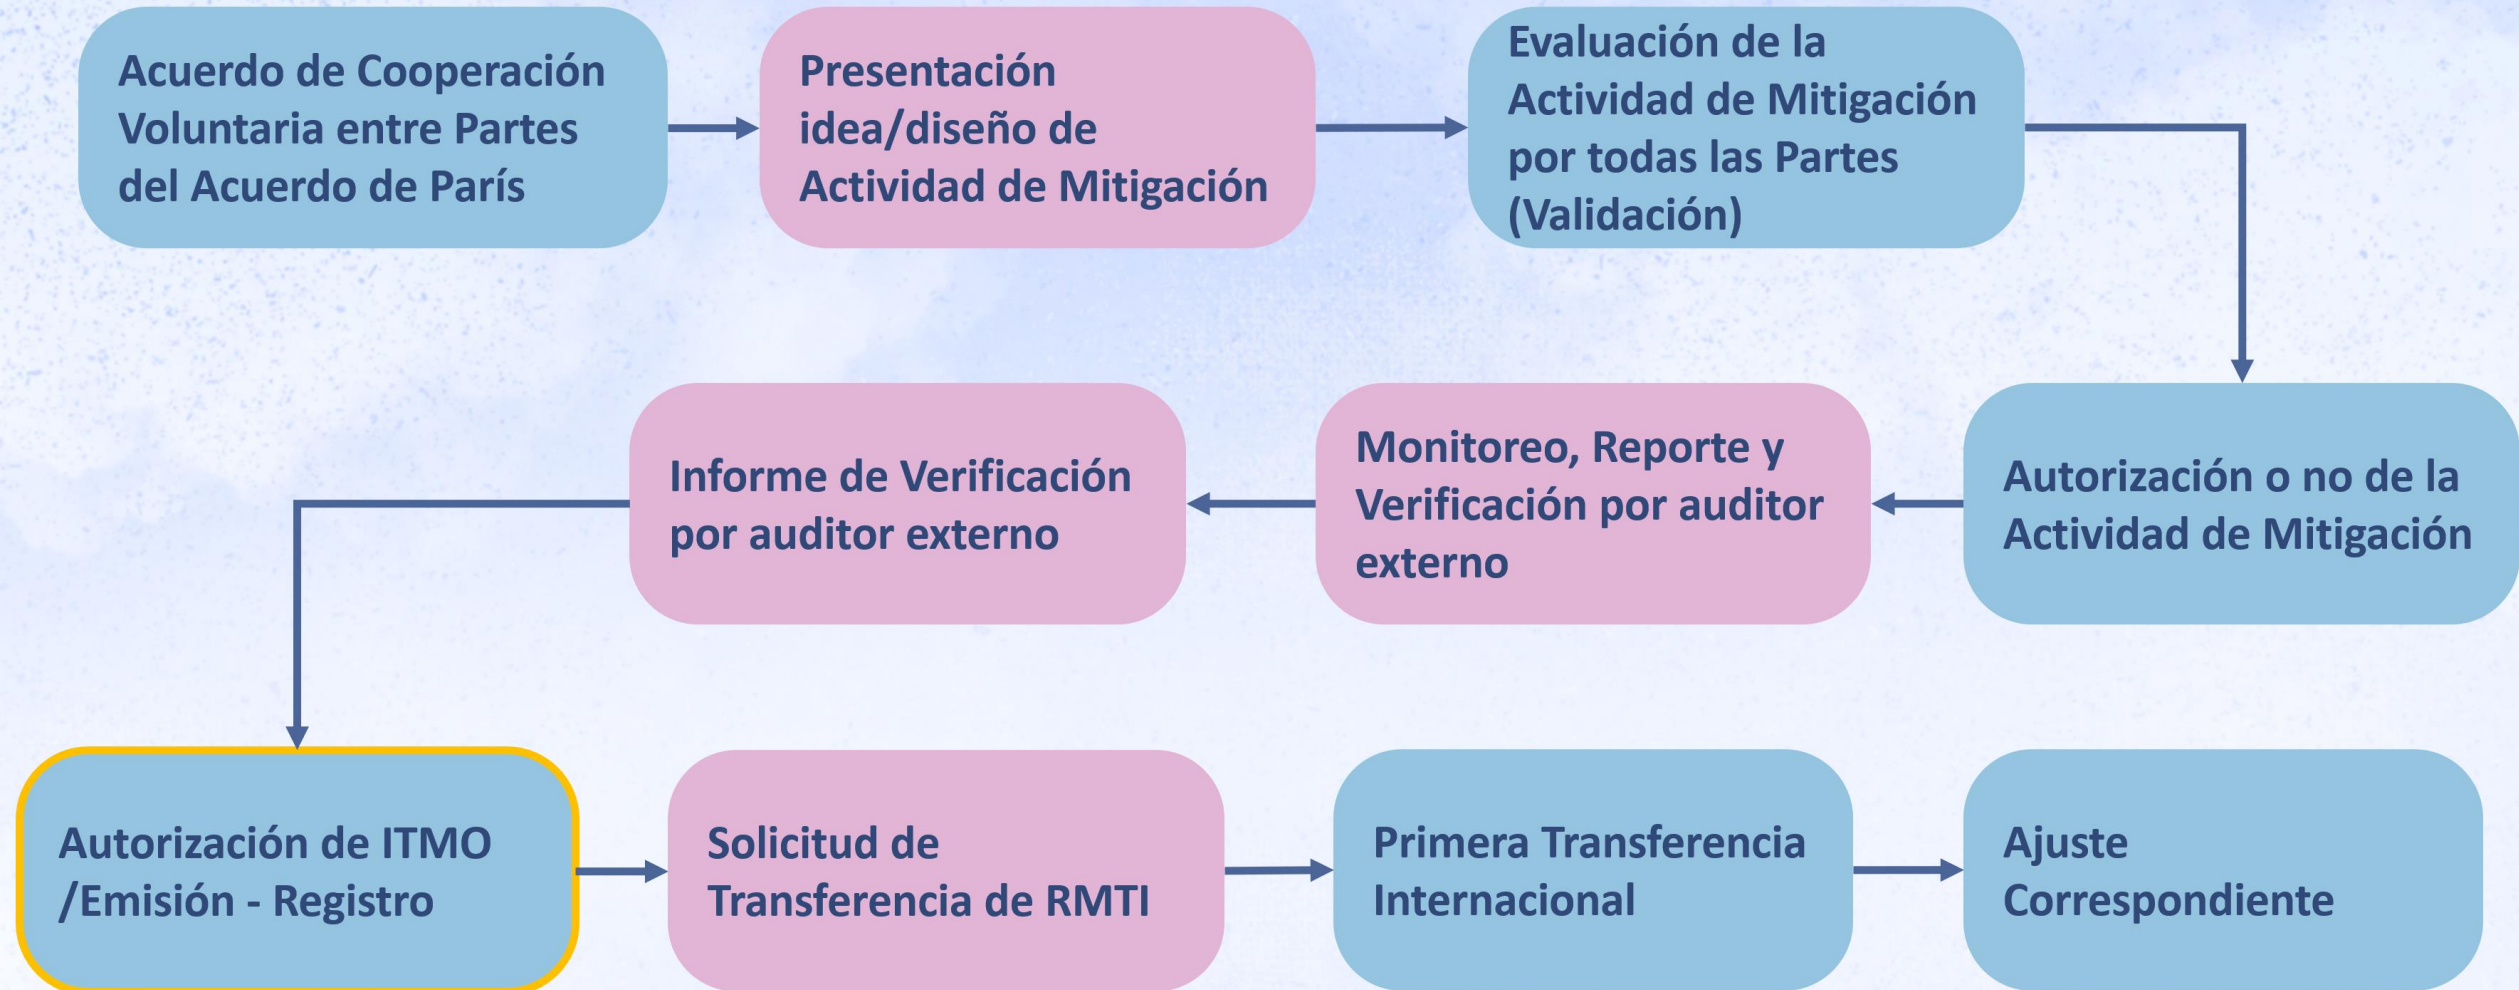 Acuerdo de Cooperación
Voluntaria entre Partes
del Acuerdo de París
Presentación
idea/diseño de
Actividad de Mitigación
Evaluación de la
Actividad de Mitigación
por todas las Partes
(Validación)
Autorización o no de la
Actividad de Mitigación
Monitoreo, Reporte y
Verificación por auditor
externo
Informe de Verificación
por auditor externo
Autorización de ITMO
/Emisión - Registro
Solicitud de
Transferencia de RMTI
Primera Transferencia
Internacional
Ajuste
Correspondiente